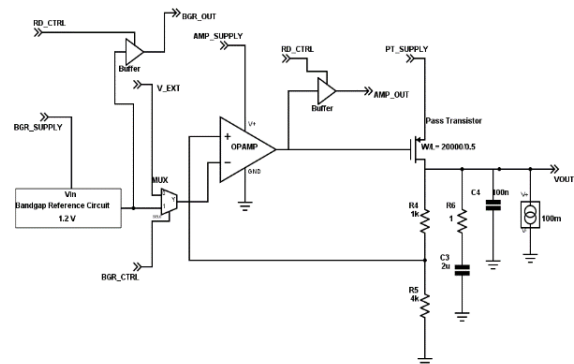 BGR_OUT
RD_CTRL
Buffer
AMP_SUPPLY
RD_CTRL
PT_SUPPLY
V_EXT
Buffer
AMP_OUT
BGR_SUPPLY
V+
+
OPAMP
−
GND
Pass Transistor
W/L= 20000/0.5
MUX
Vin
Bandgap Reference Circuit
1.2 V
Y
1
BGR_CTRL
VOUT
C4
100n
R4
1k
R6
1
100m
C3
2u
R5
4k